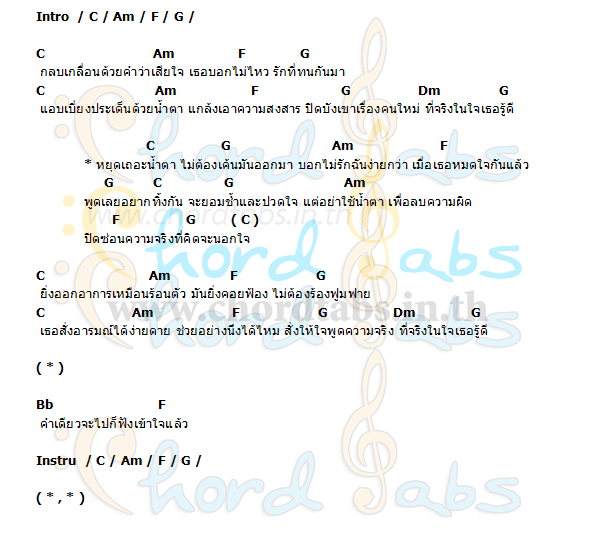 Intro / C / Am / F / G /
C Am F G
กลบเกลื่อนด้วยคำว่าเสียใจ เธอบอกไม่ไหว รักที่ทนกันมา
C Am F G Dm G
แอบเบี่ยงประเด็นด้วยน้ำตา แกล้งเอาความสงสาร ปิดบังเขาเรื่องคนใหม่ ที่จริงในใจเธอรู้ดี
C G Am F
* หยุดเถอะน้ำตา ไม่ต้องเค้นมันออกมา บอกไม่รักฉันง่ายกว่า เมื่อเธอหมดใจกันแล้ว
G C G Am
พูดเลยอยากทิ้งกัน จะยอมช้ำและปวดใจ แต่อย่าใช้น้ำตา เพื่อลบความผิด
F G ( C )
ปิดซ่อนความจริงที่คิดจะนอกใจ
C Am F G
ยิ่งออกอาการเหมือนร้อนตัว มันยิ่งคอยฟ้อง ไม่ต้องร้องฟูมฟาย
C Am F G Dm G
เธอสั่งอารมณ์ได้ง่ายดาย ช่วยอย่างนึงได้ไหม สั่งให้ใจพูดความจริง ที่จริงในใจเธอรู้ดี
( * )
Bb F
คำเดียวจะไปก็ฟังเข้าใจแล้ว
Instru / C / Am / F / G /
( * , * )
Chord Tabs
www.chordtabs.in.th